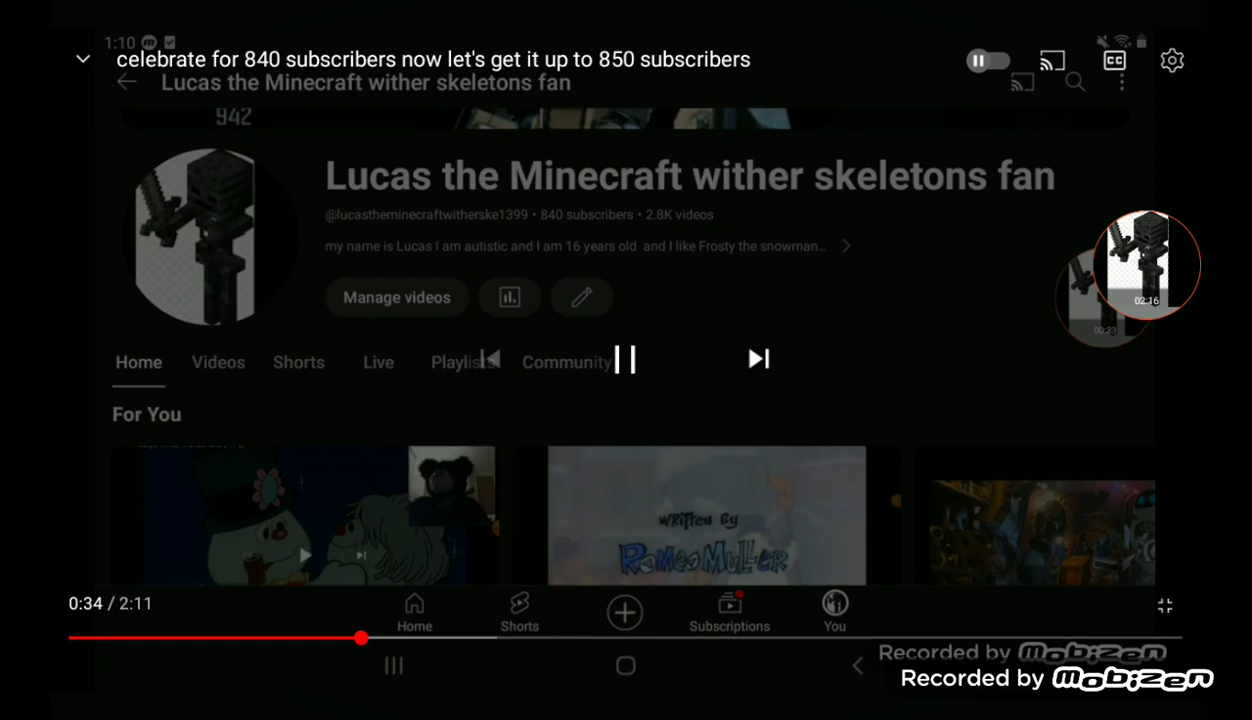 1:10
celebrate for 840 subscribers now let's get it up to 850 subscribers
CC
Lucas the Minecraft wither skeletons fan
942
Lucas the Minecraft wither skeletons fan
@lucastheminecraftwitherske1399 • 840 subscribers • 2.8K videos
my name is Lucas I am autistic and I am 16 years old and I like Frosty the snowman...
02:16
00:33
Manage videos
Home Videos Shorts Live Playlists Community
For You
WRITTEN By
ROMEO MULLER
0:34 / 2:11
Home Shorts Subscriptions You
Recorded by mobizen
Recorded by mobizen